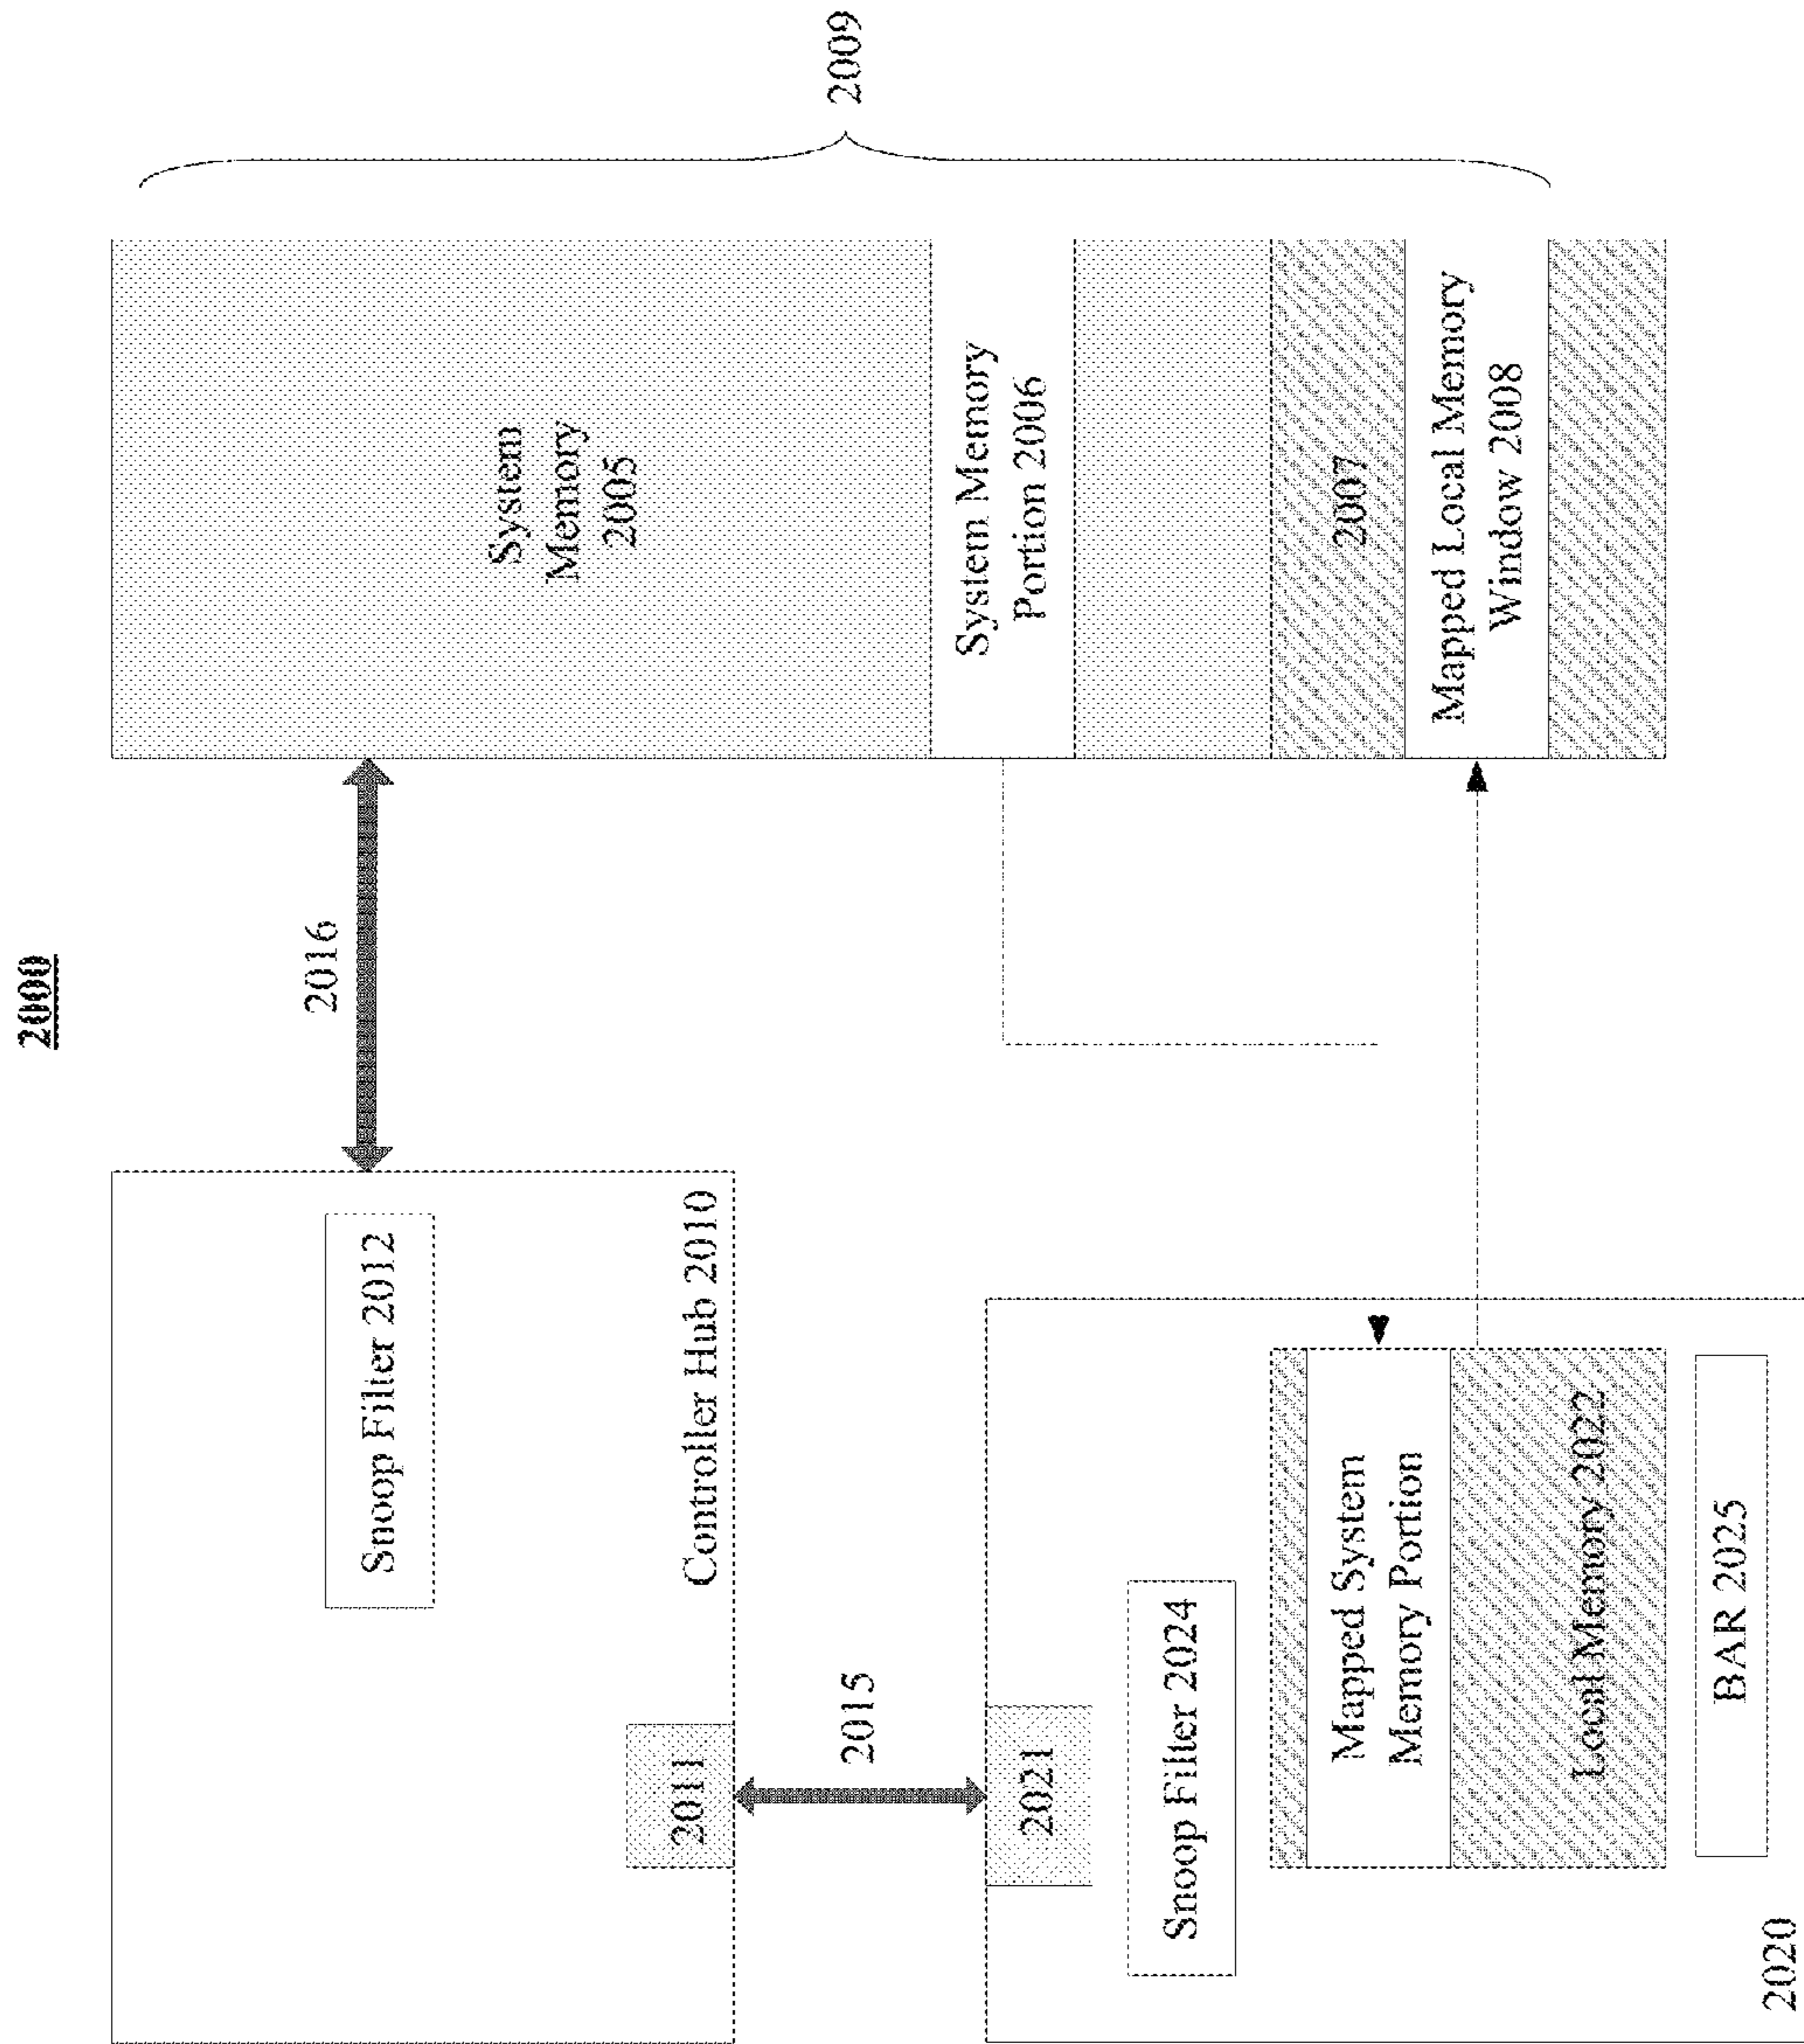 2000
Snoop Filter 2012
Controller Hub 2010
2011
2016
2015
System
Memory
2005
System Memory
Portion 2006
2007
Mapped Local Memory
Window 2008
2009
2021
Snoop Filter 2024
Mapped System
Memory Portion
Local Memory 2022
BAR 2025
2020